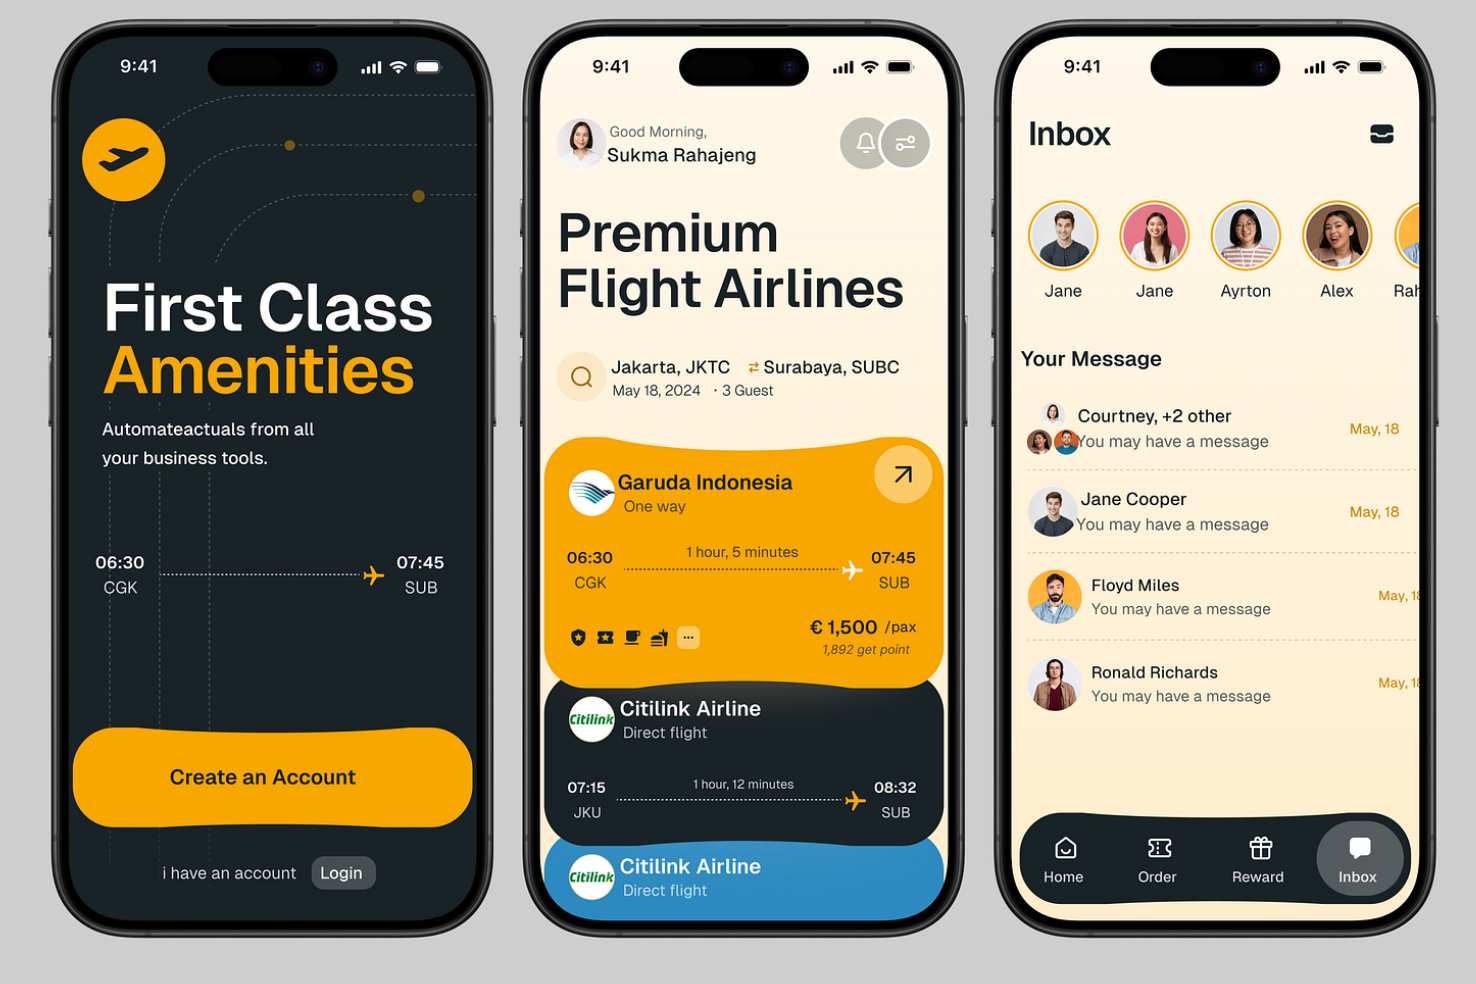 9:41
First Class
Amenities
Automateactuals from all
your business tools.
06:30
CGK
07:45
SUB
Create an Account
i have an account
Login
9:41
Good Morning,
Sukma Rahajeng
Premium
Flight Airlines
Jakarta, JKTC
Surabaya, SUBC
May 18, 2024 · 3 Guest
Garuda Indonesia
One way
06:30
CGK
1 hour, 5 minutes
07:45
SUB
€ 1,500 /pax
1,892 get point
Citilink
Citilink Airline
Direct flight
07:15
JKU
1 hour, 12 minutes
08:32
SUB
Citilink
Citilink Airline
Direct flight
9:41
Inbox
Jane
Jane
Ayrton
Alex
Rah
Your Message
Courtney, +2 other
You may have a message
May, 18
Jane Cooper
You may have a message
May, 18
Floyd Miles
You may have a message
May, 18
Ronald Richards
You may have a message
May, 18
Home
Order
Reward
Inbox